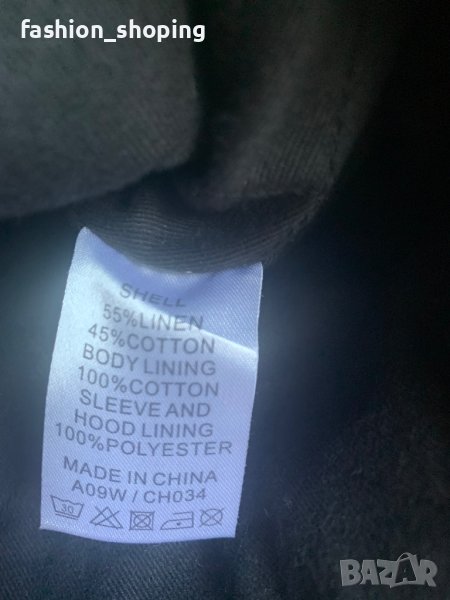 fashion_shoping
SHELL
55%LINEN
45%COTTON
BODY LINING
100%COTTON
SLEEVE AND
HOOD LINING
100%POLYESTER
MADE IN CHINA
A09W / CH034
30
BAZAR